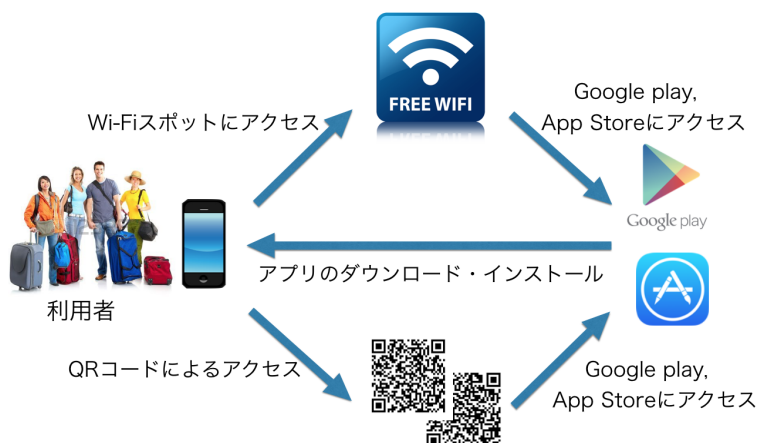 FREE WIFI
Google play,
App Storeにアクセス
Wi-Fiスポットにアクセス
Google play
アプリのダウンロード・インストール
利用者
QRコードによるアクセス
Google play,
App Storeにアクセス